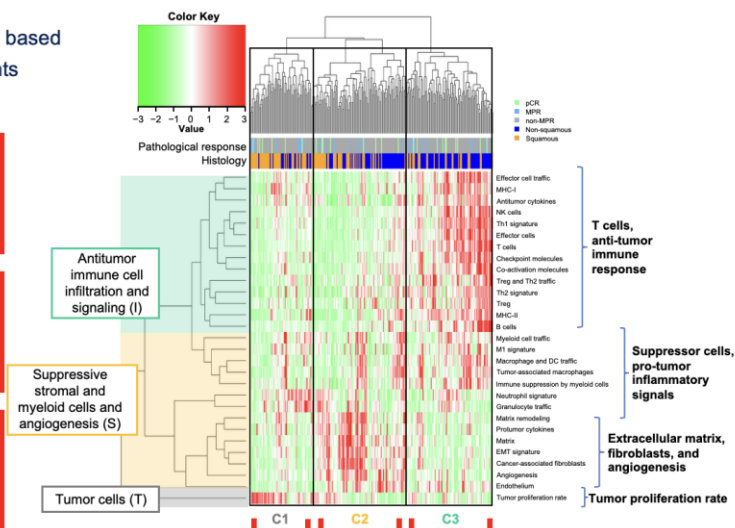 based
nts
Color Key
−3 −2 −1 0 1 2 3
Value
pCR
MPR
non-MPR
Non-squamous
Squamous
Pathological response
Histology
Effector cell traffic
MHC-I
Antitumor cytokines
NK cells
Th1 signature
Effector cells
T cells
Checkpoint molecules
Co-activation molecules
Treg and Th2 traffic
Th2 signature
Treg
MHC-II
B cells
Myeloid cell traffic
M1 signature
Macrophage and DC traffic
Tumor-associated macrophages
Immune suppression by myeloid cells
Neutrophil signature
Granulocyte traffic
Matrix remodeling
Protumor cytokines
Matrix
EMT signature
Cancer-associated fibroblasts
Angiogenesis
Endothelium
Tumor proliferation rate
T cells,
anti-tumor
immune
response
Suppressor cells,
pro-tumor
inflammatory
signals
Extracellular matrix,
fibroblasts, and
angiogenesis
Tumor proliferation rate
Antitumor
immune cell
infiltration and
signaling (I)
Suppressive
stromal and
myeloid cells and
angiogenesis (S)
Tumor cells (T)
C1 C2 C3